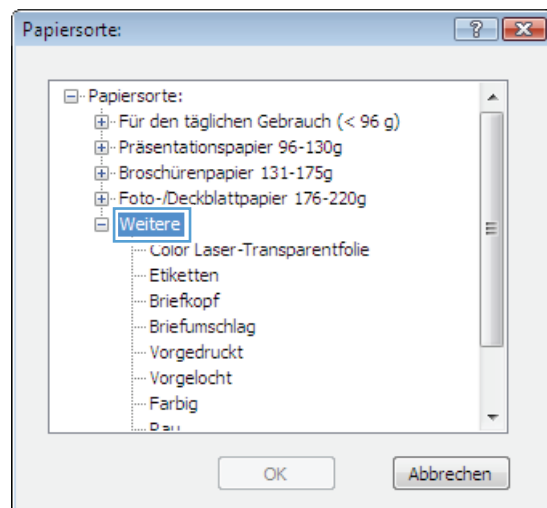 Papiersorte:
Papiersorte:
Für den täglichen Gebrauch (< 96 g)
Präsentationspapier 96-130g
Broschürenpapier 131-175g
Foto-/Deckblattpapier 176-220g
Weitere
Color Laser-Transparentfolie
Etiketten
Briefkopf
Briefumschlag
Vorgedruckt
Vorgelocht
Farbig
Rau
OK Abbrechen